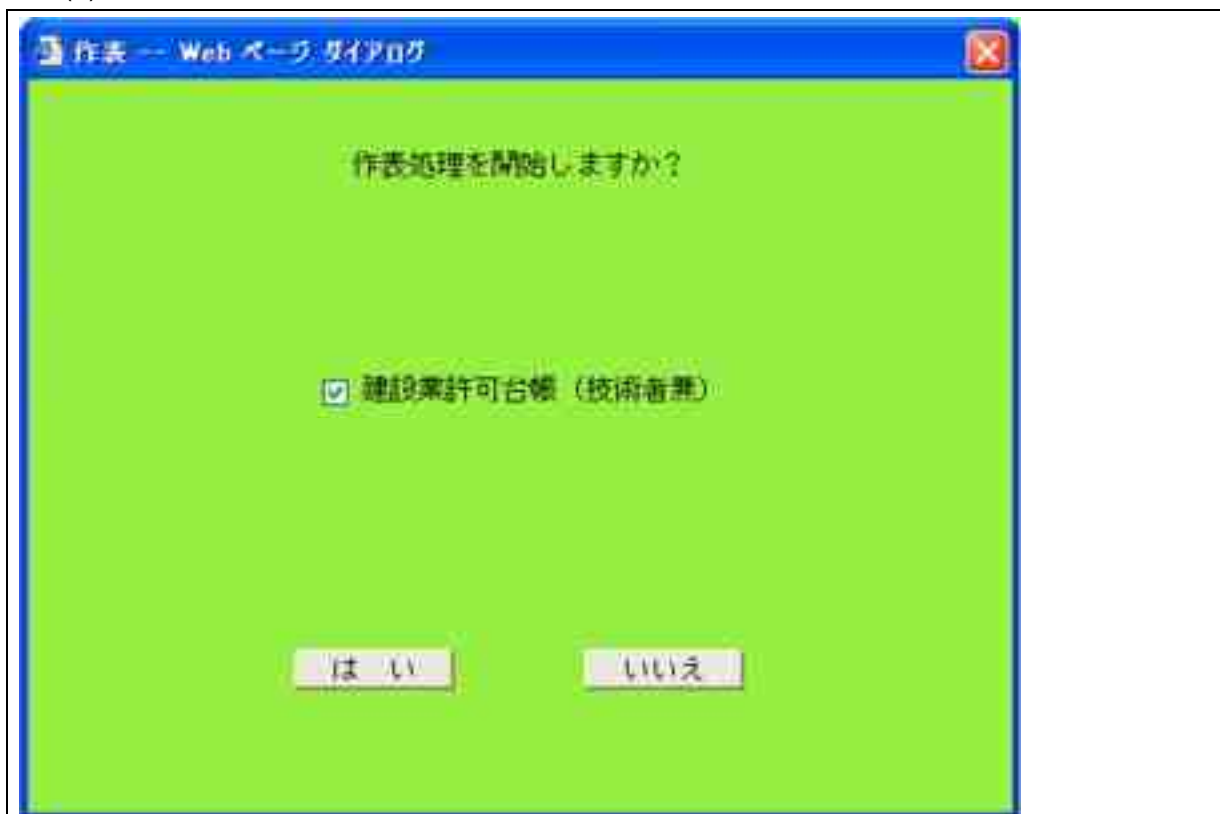 作表 -- Web ページ ダイアログ
作表処理を開始しますか？
建設業許可台帳（技術者無）
は い
いいえ